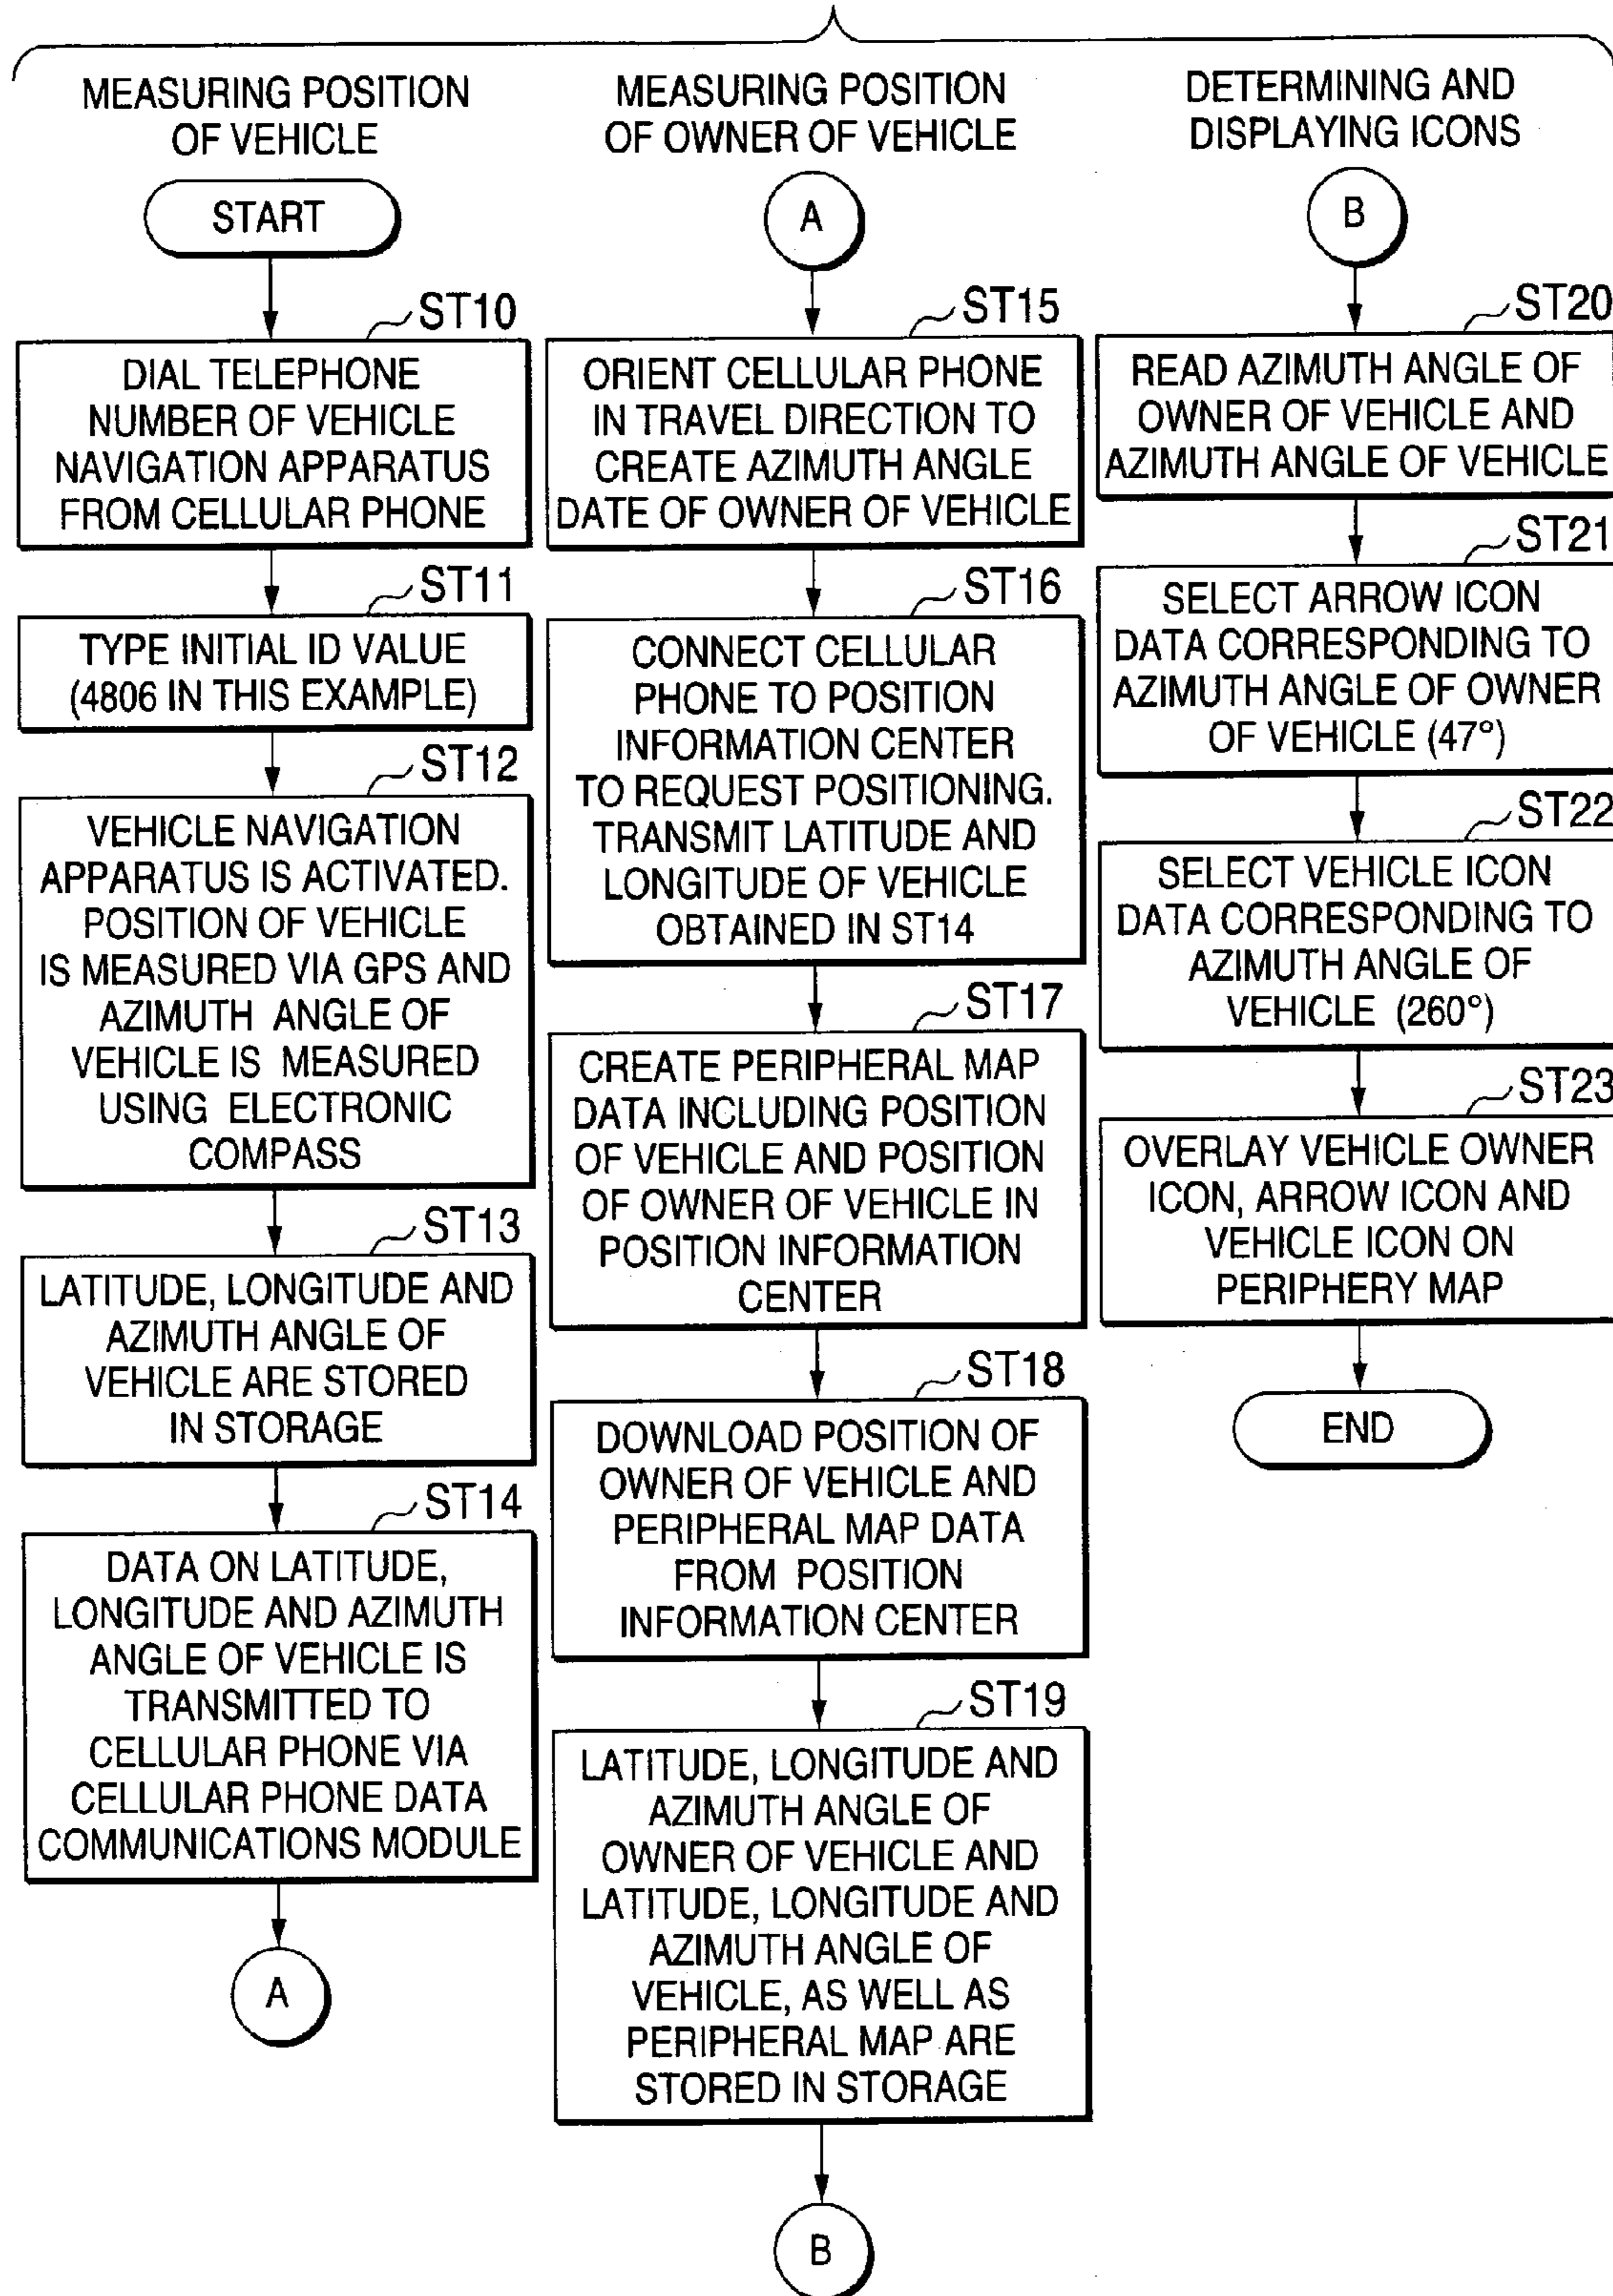 MEASURING POSITION
OF VEHICLE
START
ST10
DIAL TELEPHONE
NUMBER OF VEHICLE
NAVIGATION APPARATUS
FROM CELLULAR PHONE
ST11
TYPE INITIAL ID VALUE
(4806 IN THIS EXAMPLE)
ST12
VEHICLE NAVIGATION
APPARATUS IS ACTIVATED.
POSITION OF VEHICLE
IS MEASURED VIA GPS AND
AZIMUTH ANGLE OF
VEHICLE IS MEASURED
USING ELECTRONIC
COMPASS
ST13
LATITUDE, LONGITUDE AND
AZIMUTH ANGLE OF
VEHICLE ARE STORED
IN STORAGE
ST14
DATA ON LATITUDE,
LONGITUDE AND AZIMUTH
ANGLE OF VEHICLE IS
TRANSMITTED TO
CELLULAR PHONE VIA
CELLULAR PHONE DATA
COMMUNICATIONS MODULE
A
MEASURING POSITION
OF OWNER OF VEHICLE
A
ST15
ORIENT CELLULAR PHONE
IN TRAVEL DIRECTION TO
CREATE AZIMUTH ANGLE
DATE OF OWNER OF VEHICLE
ST16
CONNECT CELLULAR
PHONE TO POSITION
INFORMATION CENTER
TO REQUEST POSITIONING.
TRANSMIT LATITUDE AND
LONGITUDE OF VEHICLE
OBTAINED IN ST14
ST17
CREATE PERIPHERAL MAP
DATA INCLUDING POSITION
OF VEHICLE AND POSITION
OF OWNER OF VEHICLE IN
POSITION INFORMATION
CENTER
ST18
DOWNLOAD POSITION OF
OWNER OF VEHICLE AND
PERIPHERAL MAP DATA
FROM POSITION
INFORMATION CENTER
ST19
LATITUDE, LONGITUDE AND
AZIMUTH ANGLE OF
OWNER OF VEHICLE AND
LATITUDE, LONGITUDE AND
AZIMUTH ANGLE OF
VEHICLE, AS WELL AS
PERIPHERAL MAP ARE
STORED IN STORAGE
B
DETERMINING AND
DISPLAYING ICONS
B
ST20
READ AZIMUTH ANGLE OF
OWNER OF VEHICLE AND
AZIMUTH ANGLE OF VEHICLE
ST21
SELECT ARROW ICON
DATA CORRESPONDING TO
AZIMUTH ANGLE OF OWNER
OF VEHICLE (47°)
ST22
SELECT VEHICLE ICON
DATA CORRESPONDING TO
AZIMUTH ANGLE OF
VEHICLE (260°)
ST23
OVERLAY VEHICLE OWNER
ICON, ARROW ICON AND
VEHICLE ICON ON
PERIPHERY MAP
END